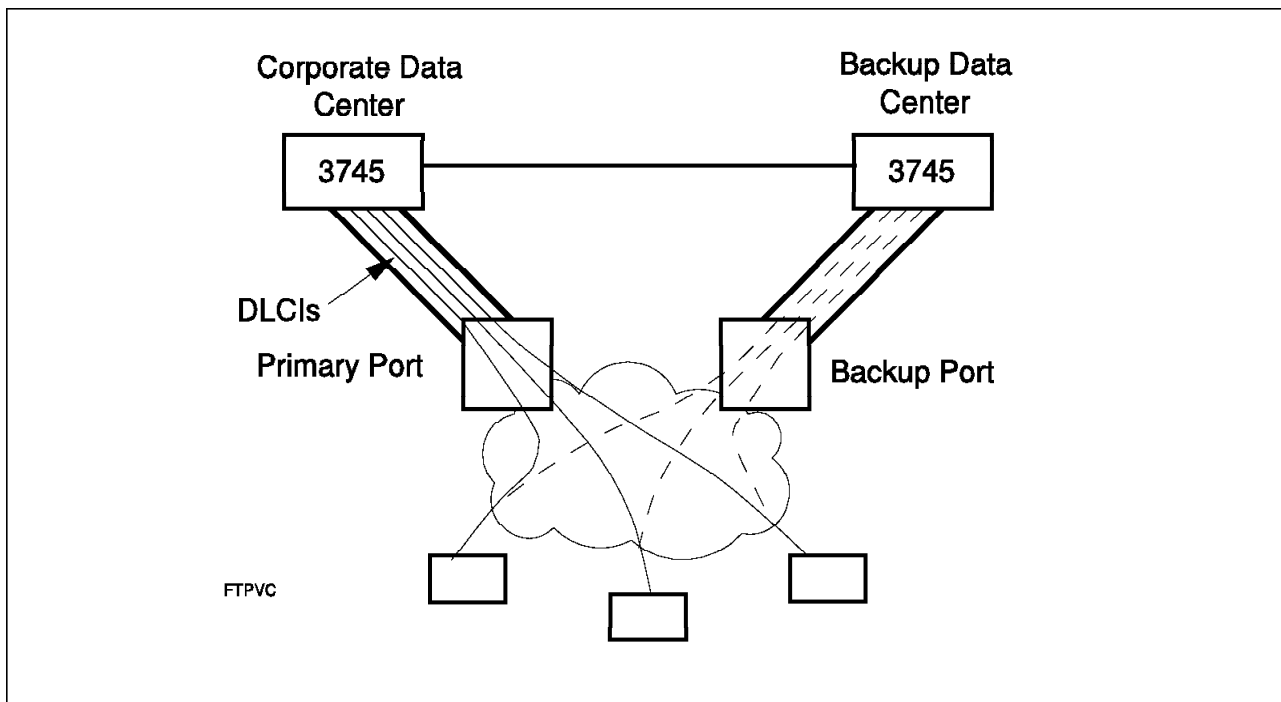 Corporate Data
Center
Backup Data
Center
3745
3745
DLCIs
Primary Port
Backup Port
FTPVC